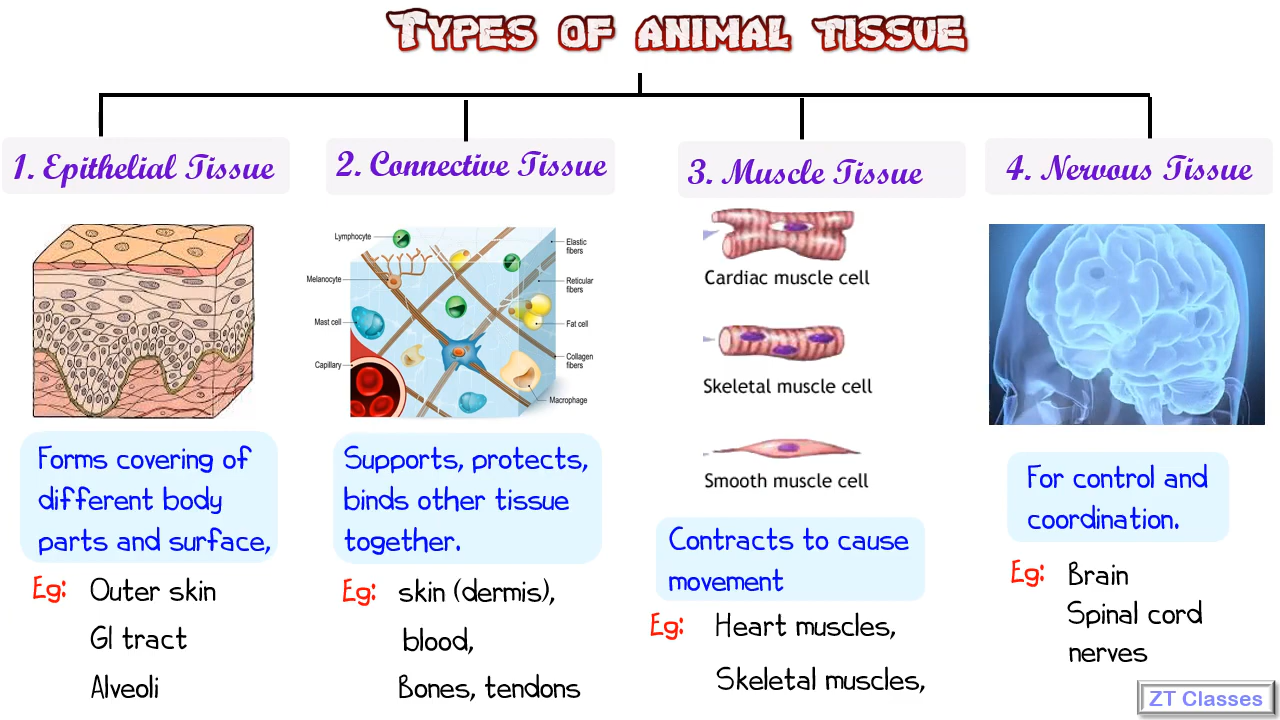 Types of animal tissue
1. Epithelial Tissue
Forms covering of
different body
parts and surface,
Eg: Outer skin
GI tract
Alveoli
2. Connective Tissue
Lymphocyte
Melanocyte
Mast cell
Capillary
Elastic
fibers
Reticular
fibers
Fat cell
Collagen
fibers
Macrophage
Supports, protects,
binds other tissue
together.
Eg: skin (dermis),
blood,
Bones, tendons
3. Muscle Tissue
Cardiac muscle cell
Skeletal muscle cell
Smooth muscle cell
Contracts to cause
movement
Eg: Heart muscles,
Skeletal muscles,
4. Nervous Tissue
For control and
coordination.
Eg: Brain
Spinal cord
nerves
ZT Classes